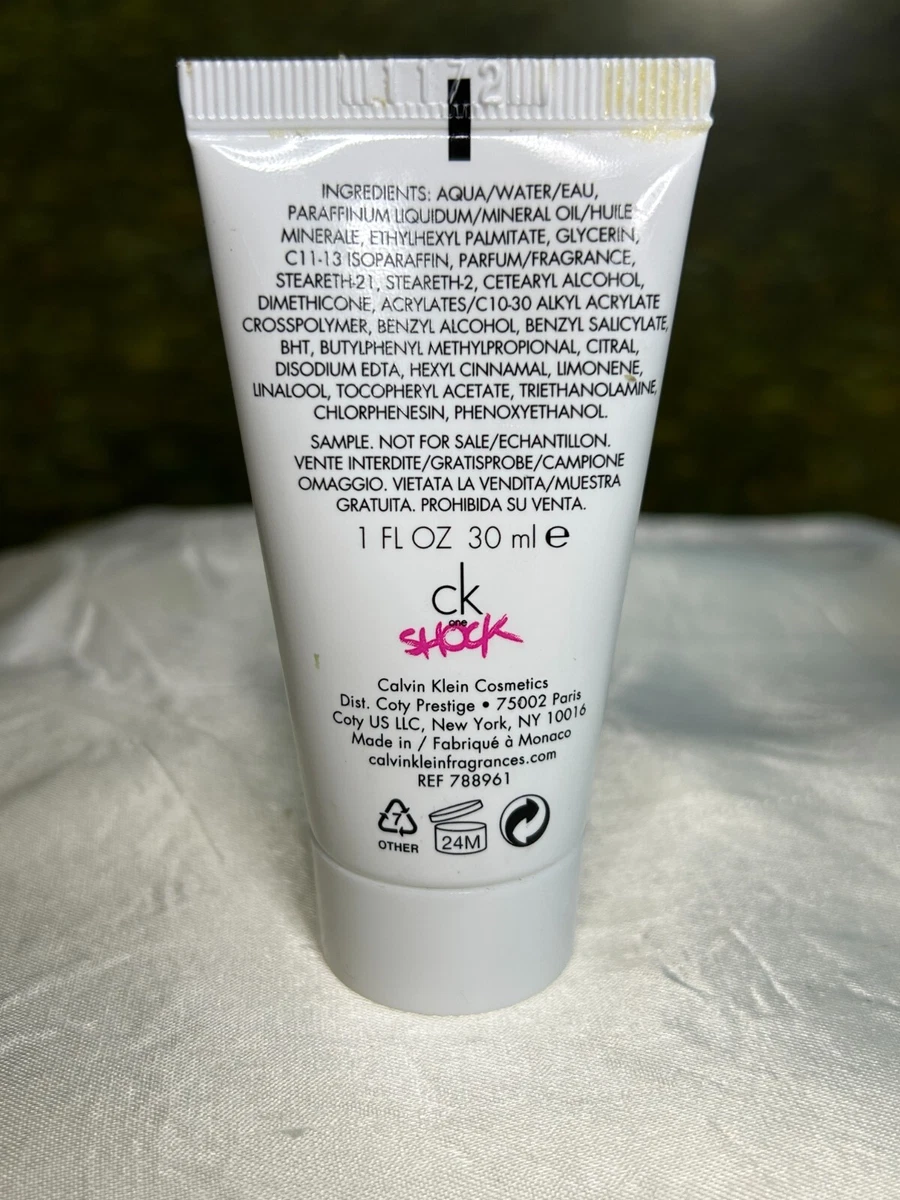 1172
INGREDIENTS: AQUA/WATER/EAU,
PARAFFINUM LIQUIDUM/MINERAL OIL/HUILE
MINERALE, ETHYLHEXYL PALMITATE, GLYCERIN,
C11-13 ISOPARAFFIN, PARFUM/FRAGRANCE,
STEARETH-21, STEARETH-2, CETEARYL ALCOHOL,
DIMETHICONE, ACRYLATES/C10-30 ALKYL ACRYLATE
CROSSPOLYMER, BENZYL ALCOHOL, BENZYL SALICYLATE,
BHT, BUTYLPHENYL METHYLPROPIONAL, CITRAL,
DISODIUM EDTA, HEXYL CINNAMAL, LIMONENE,
LINALOOL, TOCOPHERYL ACETATE, TRIETHANOLAMINE,
CHLORPHENESIN, PHENOXYETHANOL.
SAMPLE. NOT FOR SALE/ECHANTILLON.
VENTE INTERDITE/GRATISPROBE/CAMPIONE
OMAGGIO. VIETATA LA VENDITA/MUESTRA
GRATUITA. PROHIBIDA SU VENTA.
1 FL OZ 30 ml e
ck
one
SHOCK
Calvin Klein Cosmetics
Dist. Coty Prestige • 75002 Paris
Coty US LLC, New York, NY 10016
Made in / Fabriqué à Monaco
calvinkleinfragrances.com
REF 788961
7
OTHER
24M